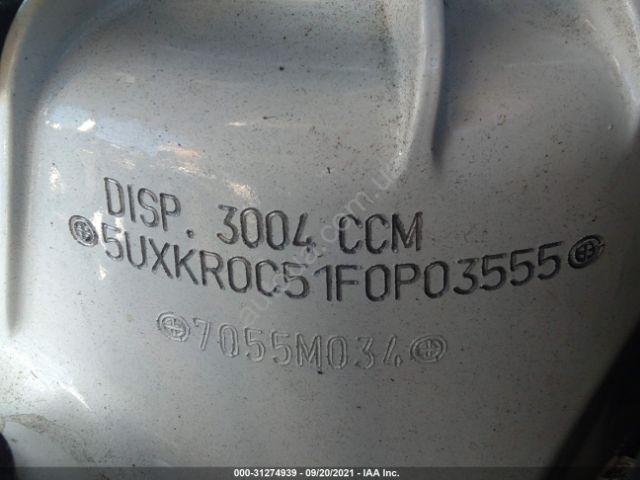 DISP. 3004 CCM
5UXKR0C51F0P03555
7055M034
000-31274939 - 09/20/2021 - IAA Inc.